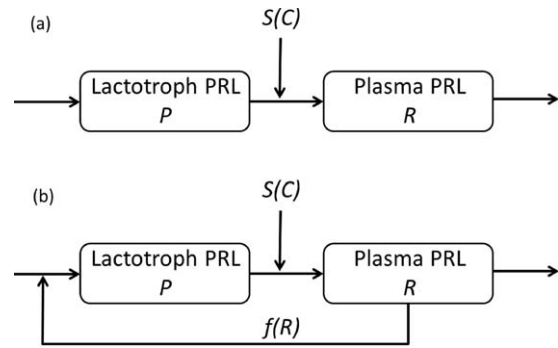 (a)
S(C)
Lactotroph PRL
P
Plasma PRL
R
(b)
S(C)
Lactotroph PRL
P
Plasma PRL
R
f(R)